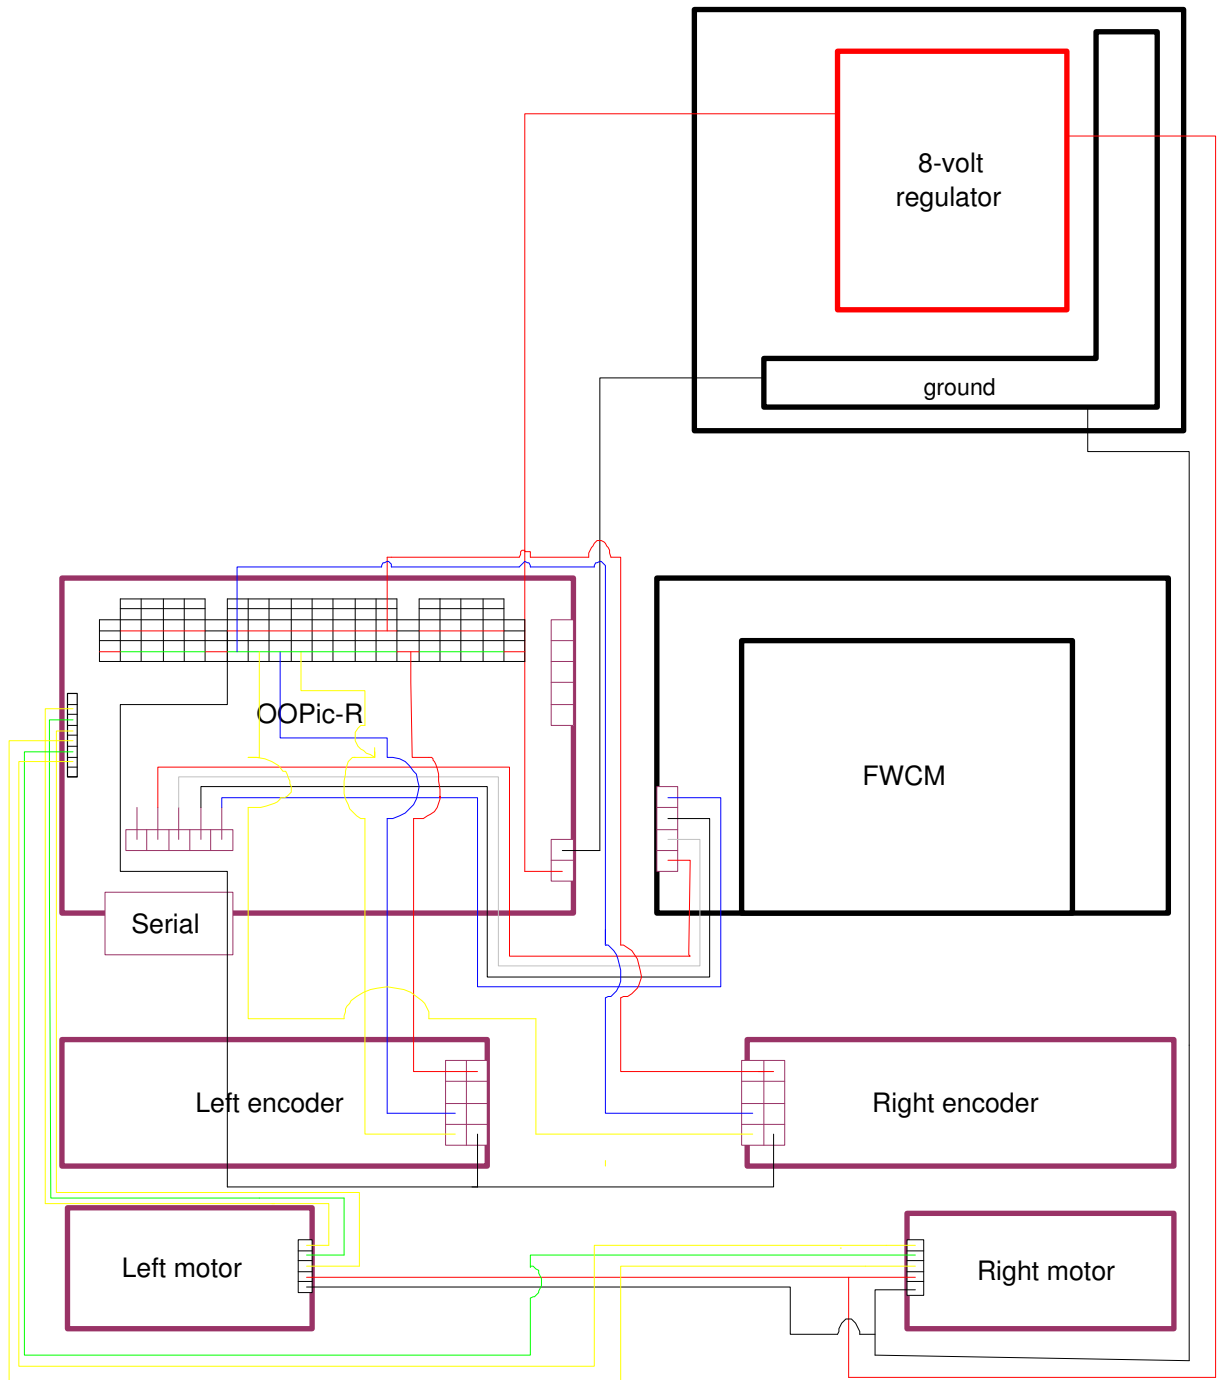 8-volt
regulator
ground
OOPic-R
FWCM
Serial
Left encoder
Right encoder
Left motor
Right motor